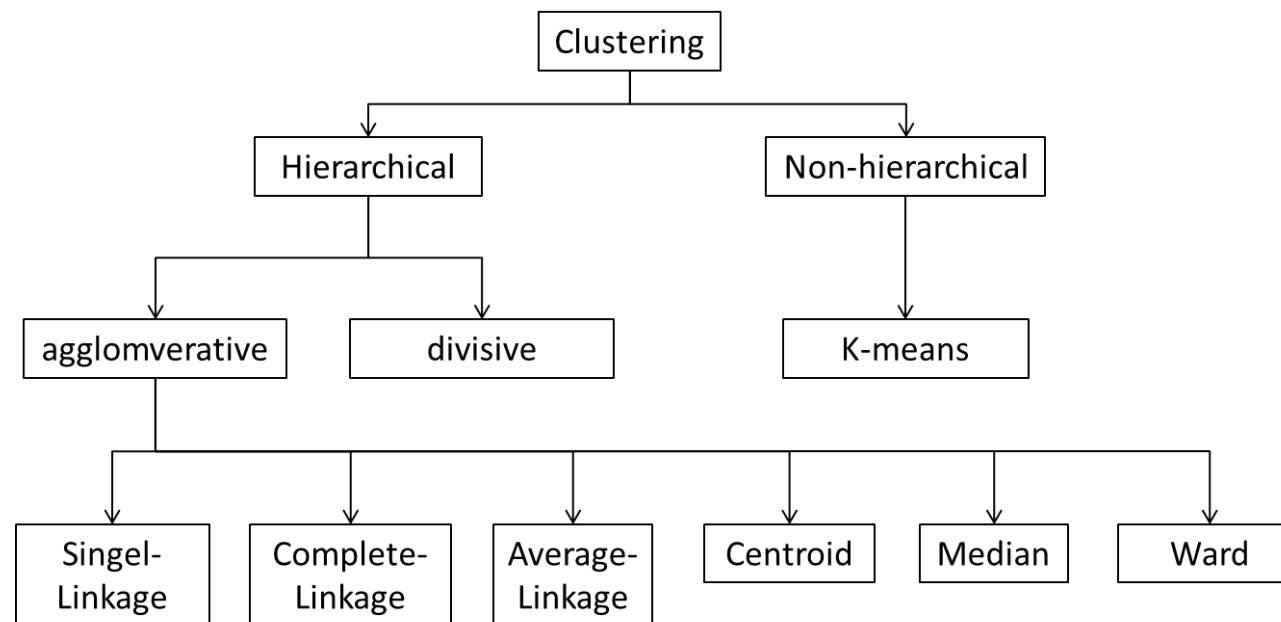 Clustering
Hierarchical
Non-hierarchical
agglomverative
divisive
K-means
Singel-
Linkage
Complete-
Linkage
Average-
Linkage
Centroid
Median
Ward